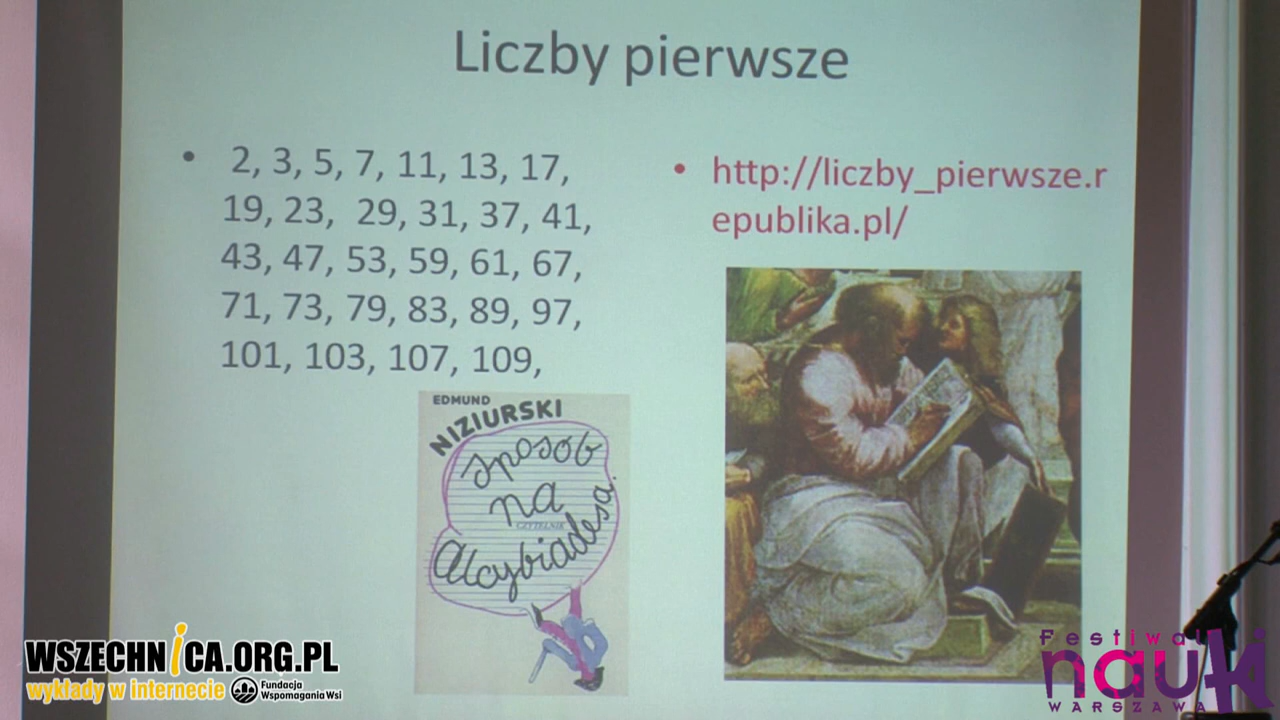 Liczby pierwsze
• 2, 3, 5, 7, 11, 13, 17,
19, 23, 29, 31, 37, 41,
43, 47, 53, 59, 61, 67,
71, 73, 79, 83, 89, 97,
101, 103, 107, 109,
• http://liczby_pierwsze.r
epublika.pl/
EDMUND
NIZIURSKI
sposób
na
CZYTELNIK
Alcybiadesa
WSZECHNICA.ORG.PL
wykłady w internecie
Fundacja
Wspomagania Wsi
Festiwal
nauki
WARSZAWA